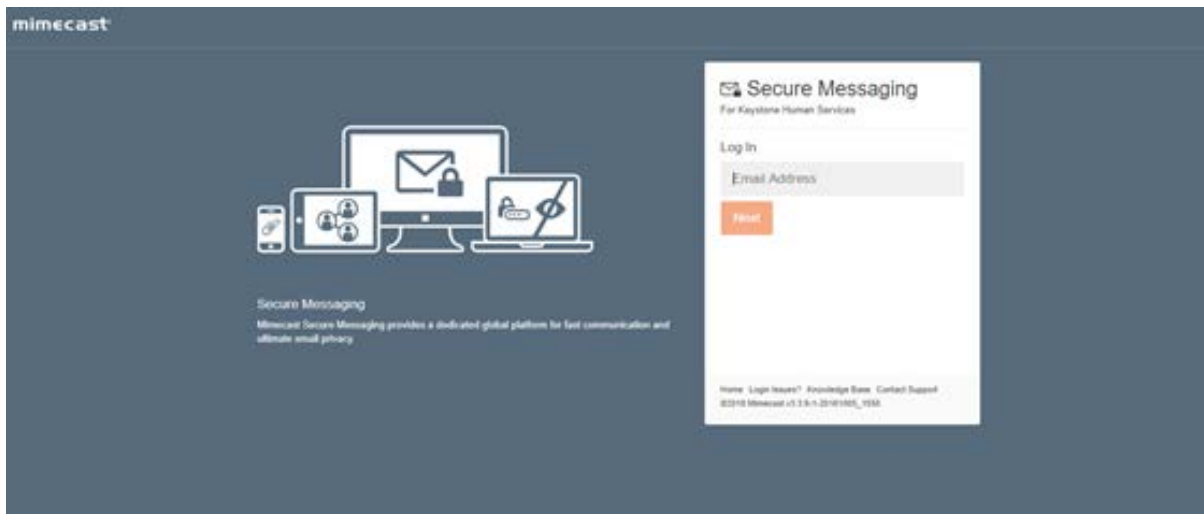 mimecast
Secure Messaging
For Keystone Human Services
Log In
Email Address
Next
Secure Messaging
Mimecast Secure Messaging provides a dedicated global platform for fast communication and
ultimate email privacy
Home Login Issues? Knowledge Base Contact Support
Mimecast